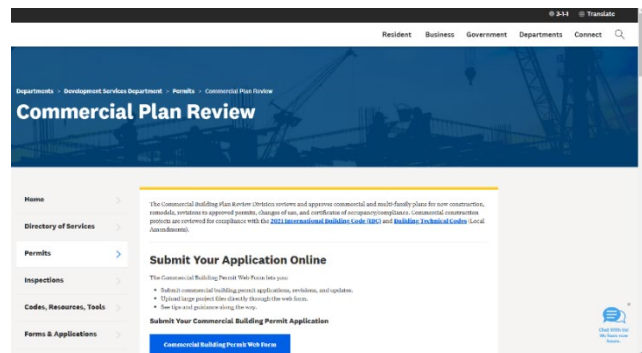 3-1-1 Translate
Resident Business Government Departments Connect
Departments > Development Services Department > Permits > Commercial Plan Review
Commercial Plan Review
Home
Directory of Services
Permits
Inspections
Codes, Resources, Tools
Forms & Applications
The Commercial Building Plan Review Division reviews and approves commercial and multi-family plans for new construction,
remodels, revisions to approved permits, changes of use, and certificates of occupancy/compliance. Commercial construction
projects are reviewed for compliance with the 2021 International Building Code (IBC) and Building Technical Codes (Local
Amendments).
Submit Your Application Online
The Commercial Building Permit Web Form lets you:
• Submit commercial building permit applications, revisions, and updates.
• Upload large project files directly through the web form.
• See tips and guidance along the way.
Submit Your Commercial Building Permit Application
Commercial Building Permit Web Form
Chat With Us!